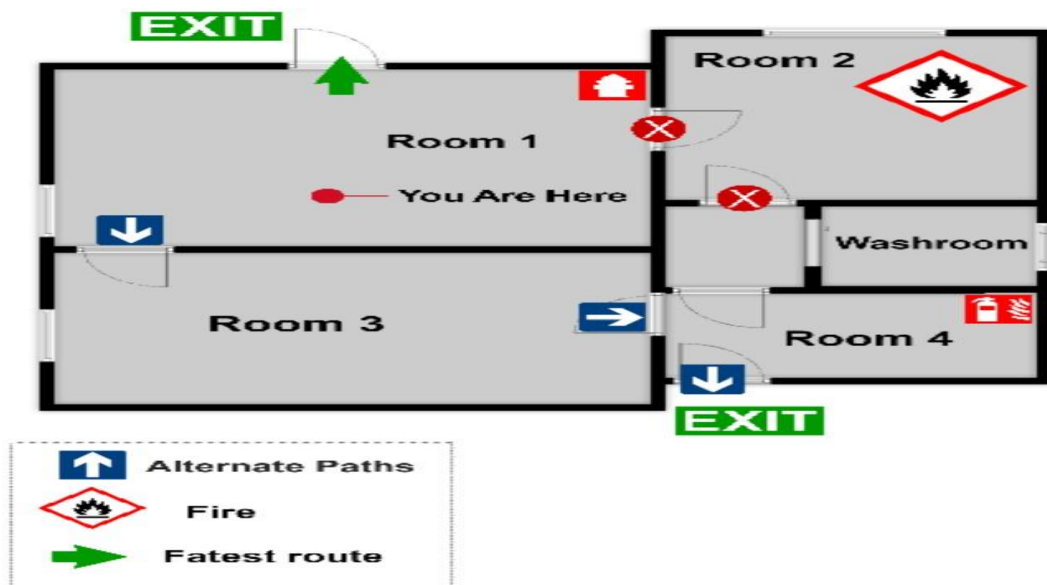 EXIT
Room 2
Room 1
You Are Here
Washroom
Room 3
Room 4
EXIT
Alternate Paths
Fire
Fatest route